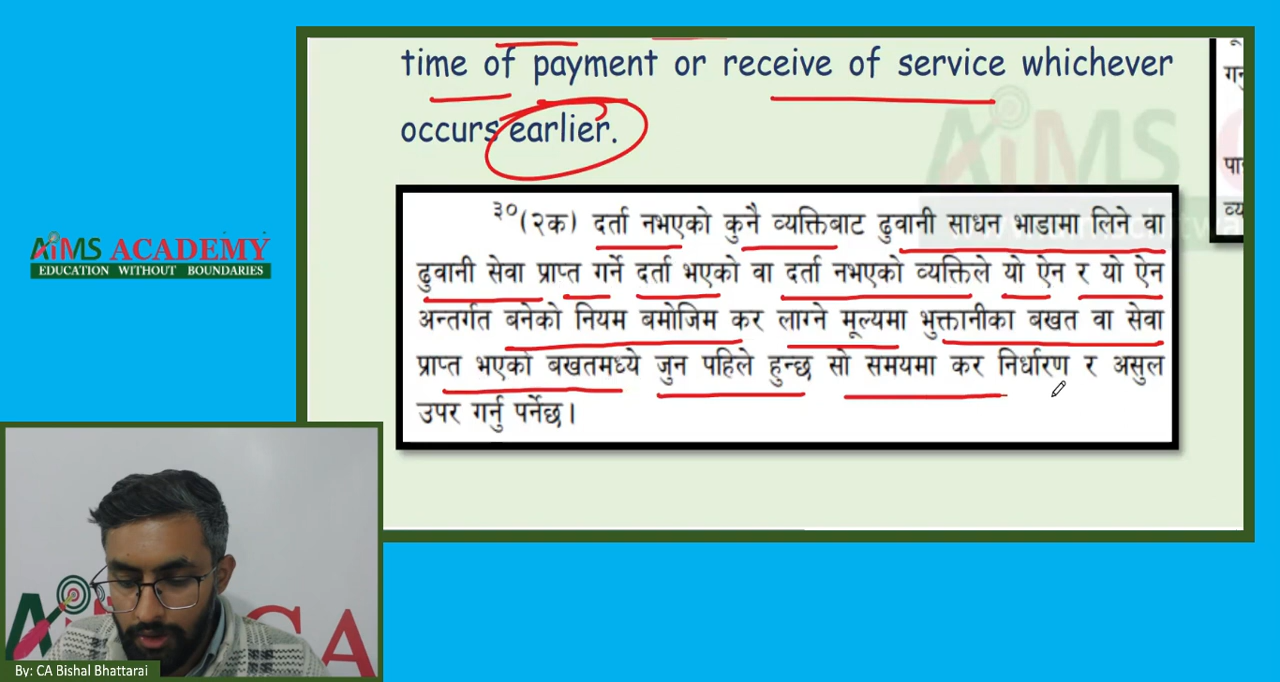 time of payment or receive of service whichever
occurs earlier.
३०(२क) दर्ता नभएको कुनै व्यक्तिबाट ढुवानी साधन भाडामा लिने वा
ढुवानी सेवा प्राप्त गर्ने दर्ता भएको वा दर्ता नभएको व्यक्तिले यो ऐन र यो ऐन
अन्तर्गत बनेको नियम बमोजिम कर लाग्ने मूल्यमा भुक्तानीका बखत वा सेवा
प्राप्त भएको बखतमध्ये जुन पहिले हुन्छ सो समयमा कर निर्धारण र असुल
उपर गर्नु पर्नेछ।
AIMS ACADEMY
EDUCATION WITHOUT BOUNDARIES
By: CA Bishal Bhattarai